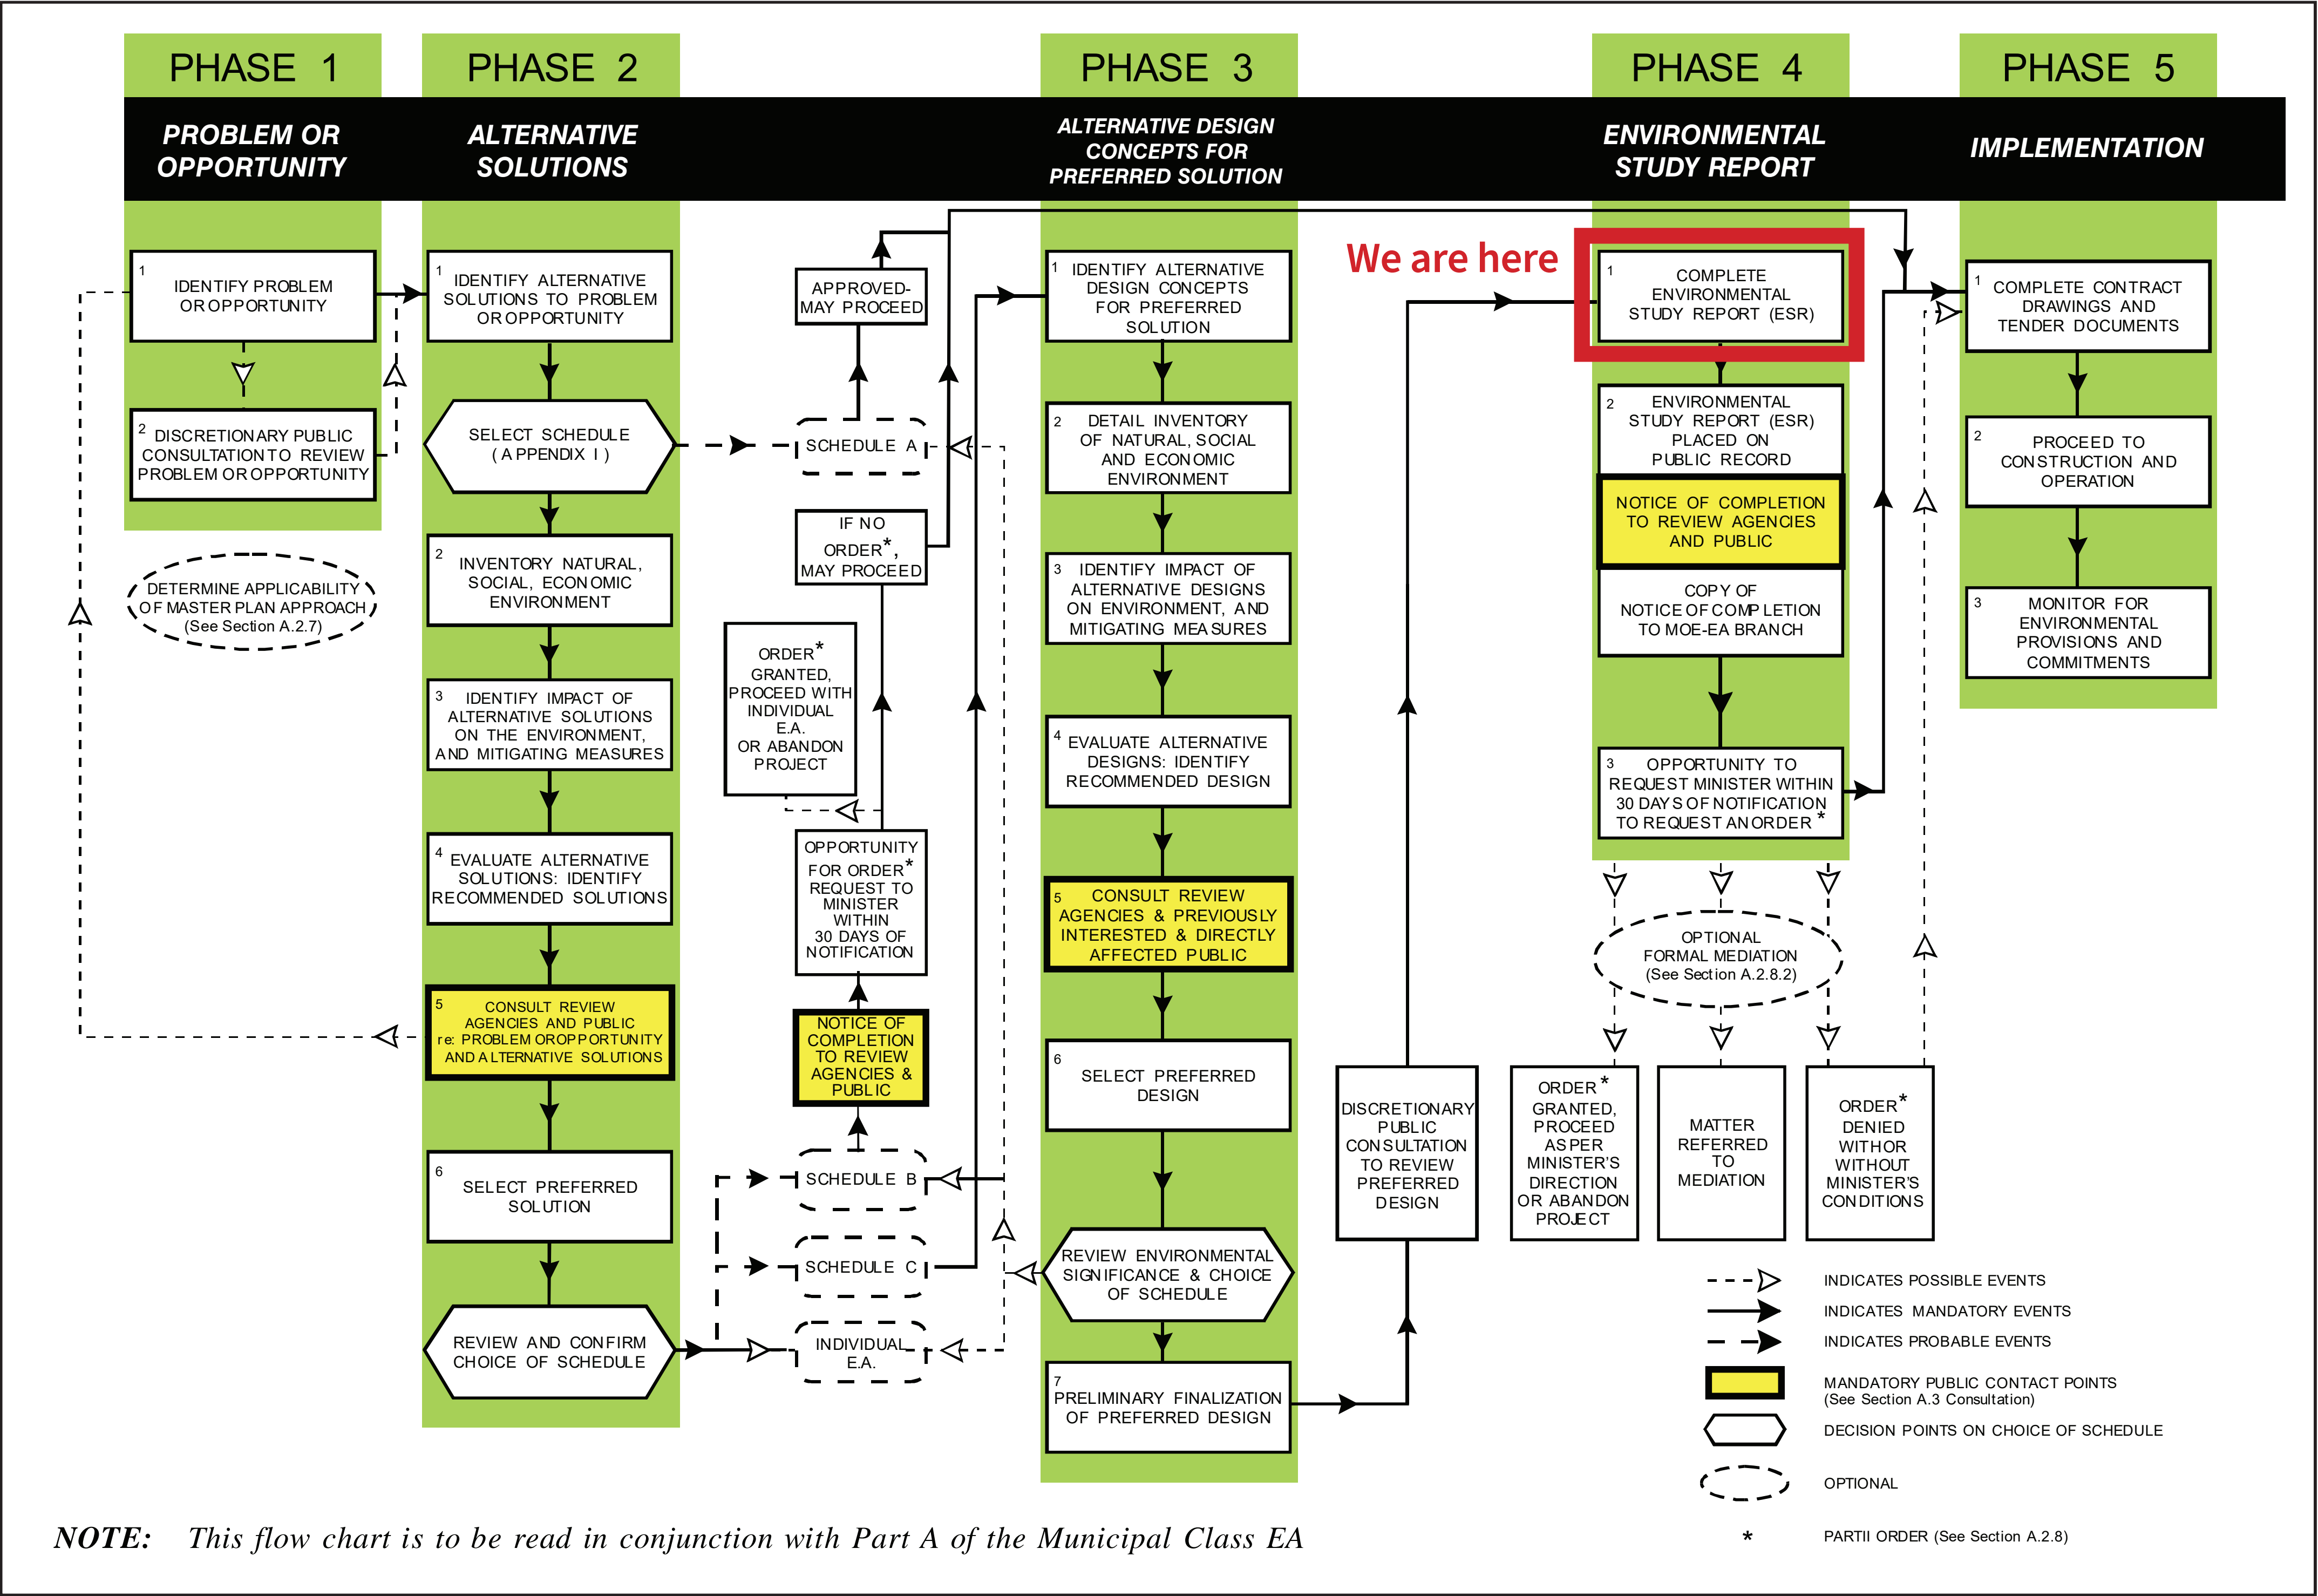 PHASE 1
PHASE 2
PHASE 3
PHASE 4
PHASE 5
PROBLEM OR
OPPORTUNITY
ALTERNATIVE
SOLUTIONS
ALTERNATIVE DESIGN
CONCEPTS FOR
PREFERRED SOLUTION
ENVIRONMENTAL
STUDY REPORT
IMPLEMENTATION
1
IDENTIFY PROBLEM
OR OPPORTUNITY
2
DISCRETIONARY PUBLIC
CONSULTATION TO REVIEW
PROBLEM OR OPPORTUNITY
DETERMINE APPLICABILITY
OF MASTER PLAN APPROACH
(See Section A.2.7)
1
IDENTIFY ALTERNATIVE
SOLUTIONS TO PROBLEM
OR OPPORTUNITY
SELECT SCHEDULE
( APPENDIX I )
2
INVENTORY NATURAL,
SOCIAL, ECONOMIC
ENVIRONMENT
3
IDENTIFY IMPACT OF
ALTERNATIVE SOLUTIONS
ON THE ENVIRONMENT,
AND MITIGATING MEASURES
4
EVALUATE ALTERNATIVE
SOLUTIONS: IDENTIFY
RECOMMENDED SOLUTIONS
5
CONSULT REVIEW
AGENCIES AND PUBLIC
re: PROBLEM OR OPPORTUNITY
AND ALTERNATIVE SOLUTIONS
6
SELECT PREFERRED
SOLUTION
REVIEW AND CONFIRM
CHOICE OF SCHEDULE
APPROVED-
MAY PROCEED
SCHEDULE A
IF NO
ORDER*,
MAY PROCEED
ORDER*
GRANTED,
PROCEED WITH
INDIVIDUAL
E.A.
OR ABANDON
PROJECT
OPPORTUNITY
FOR ORDER*
REQUEST TO
MINISTER
WITHIN
30 DAYS OF
NOTIFICATION
NOTICE OF
COMPLETION
TO REVIEW
AGENCIES &
PUBLIC
SCHEDULE B
SCHEDULE C
INDIVIDUAL
E.A.
1
IDENTIFY ALTERNATIVE
DESIGN CONCEPTS
FOR PREFERRED
SOLUTION
2
DETAIL INVENTORY
OF NATURAL, SOCIAL
AND ECONOMIC
ENVIRONMENT
3
IDENTIFY IMPACT OF
ALTERNATIVE DESIGNS
ON ENVIRONMENT, AND
MITIGATING MEASURES
4
EVALUATE ALTERNATIVE
DESIGNS: IDENTIFY
RECOMMENDED DESIGN
5
CONSULT REVIEW
AGENCIES & PREVIOUSLY
INTERESTED & DIRECTLY
AFFECTED PUBLIC
6
SELECT PREFERRED
DESIGN
REVIEW ENVIRONMENTAL
SIGNIFICANCE & CHOICE
OF SCHEDULE
7
PRELIMINARY FINALIZATION
OF PREFERRED DESIGN
DISCRETIONARY
PUBLIC
CONSULTATION
TO REVIEW
PREFERRED
DESIGN
We are here
1
COMPLETE
ENVIRONMENTAL
STUDY REPORT (ESR)
2
ENVIRONMENTAL
STUDY REPORT (ESR)
PLACED ON
PUBLIC RECORD
NOTICE OF COMPLETION
TO REVIEW AGENCIES
AND PUBLIC
COPY OF
NOTICE OF COMPLETION
TO MOE-EA BRANCH
3
OPPORTUNITY TO
REQUEST MINISTER WITHIN
30 DAYS OF NOTIFICATION
TO REQUEST AN ORDER *
OPTIONAL
FORMAL MEDIATION
(See Section A.2.8.2)
ORDER *
GRANTED,
PROCEED
AS PER
MINISTER'S
DIRECTION
OR ABANDON
PROJECT
MATTER
REFERRED
TO
MEDIATION
ORDER*
DENIED
WITH OR
WITHOUT
MINISTER'S
CONDITIONS
1
COMPLETE CONTRACT
DRAWINGS AND
TENDER DOCUMENTS
2
PROCEED TO
CONSTRUCTION AND
OPERATION
3
MONITOR FOR
ENVIRONMENTAL
PROVISIONS AND
COMMITMENTS
INDICATES POSSIBLE EVENTS
INDICATES MANDATORY EVENTS
INDICATES PROBABLE EVENTS
MANDATORY PUBLIC CONTACT POINTS
(See Section A.3 Consultation)
DECISION POINTS ON CHOICE OF SCHEDULE
OPTIONAL
* PART II ORDER (See Section A.2.8)
NOTE: This flow chart is to be read in conjunction with Part A of the Municipal Class EA